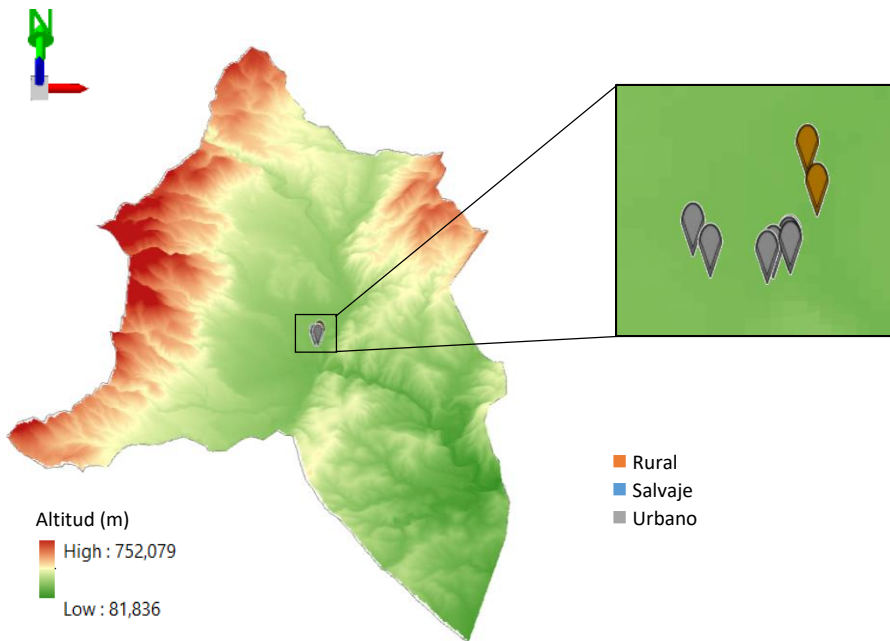 N
Rural
Salvaje
Urbano
Altitud (m)
High : 752,079
Low : 81,836